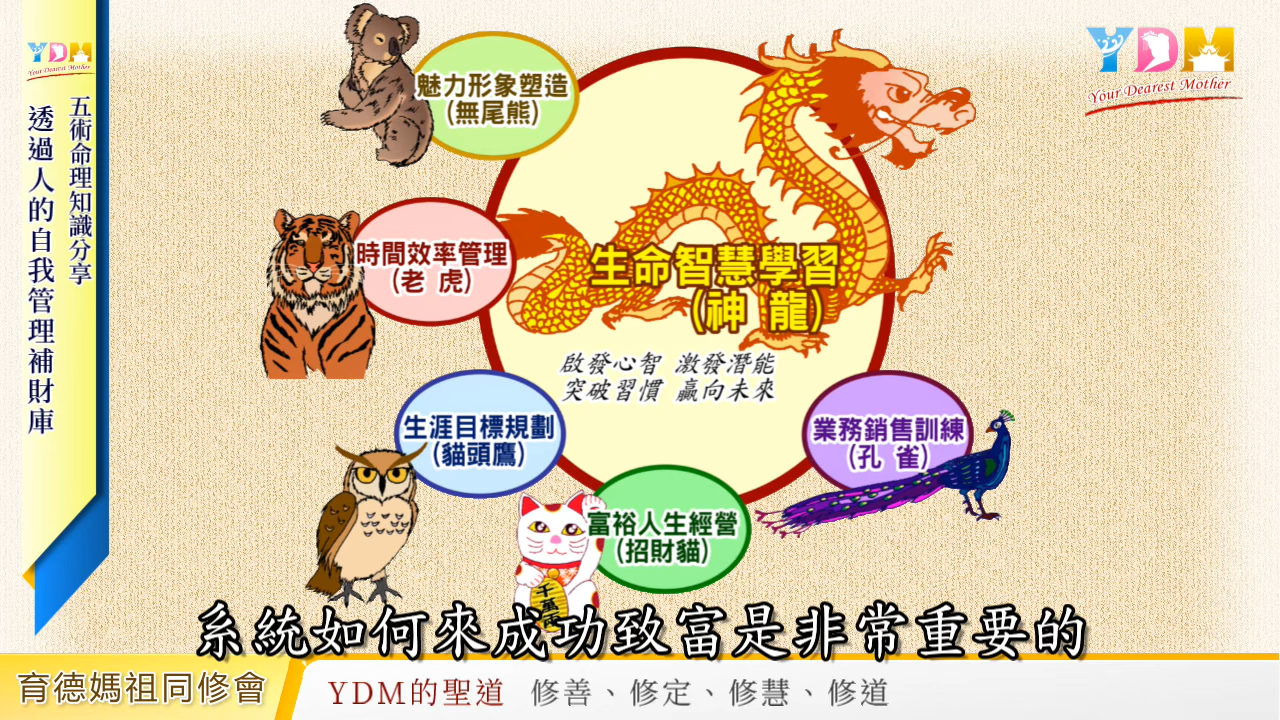 YDM
Your Dearest Mother
五術命理知識分享
透過人的自我管理補財庫
YDM
Your Dearest Mother
魅力形象塑造
(無尾熊)
時間效率管理
(老 虎)
生命智慧學習
(神 龍)
啟發心智 激發潛能
突破習慣 贏向未來
生涯目標規劃
(貓頭鷹)
業務銷售訓練
(孔 雀)
富裕人生經營
(招財貓)
千萬兩
系統如何來成功致富是非常重要的
育德媽祖同修會
YDM的聖道 修善、修定、修慧、修道